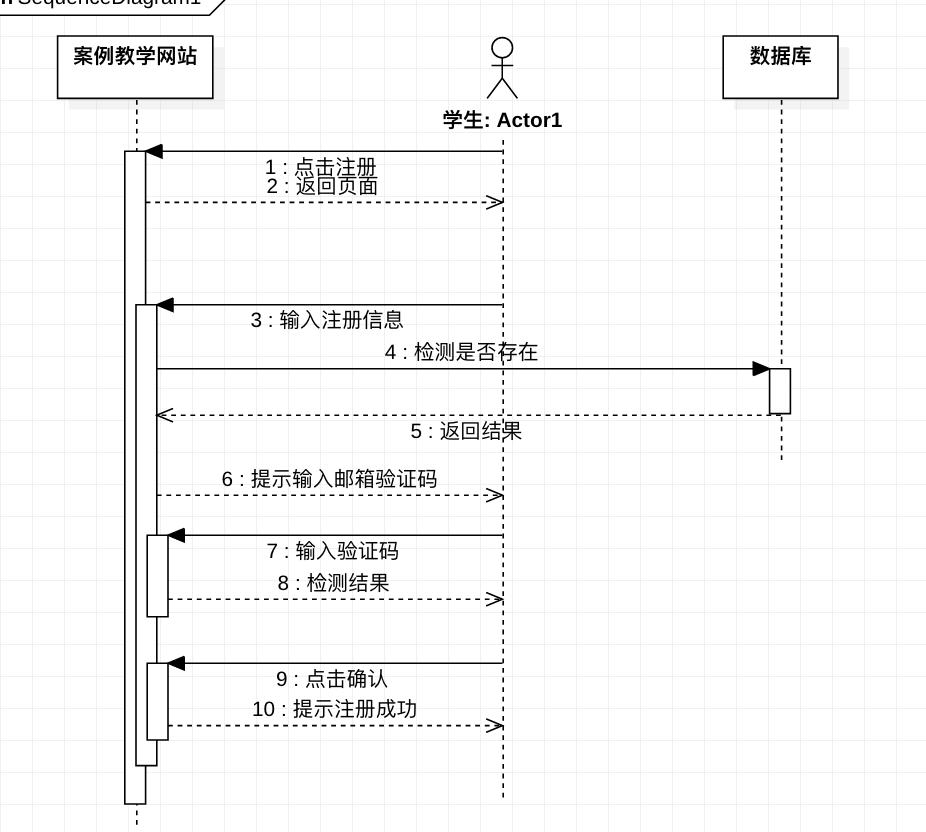 SequenceDiagram1
案例教学网站
学生: Actor1
数据库
1 : 点击注册
2 : 返回页面
3 : 输入注册信息
4 : 检测是否存在
5 : 返回结果
6 : 提示输入邮箱验证码
7 : 输入验证码
8 : 检测结果
9 : 点击确认
10 : 提示注册成功